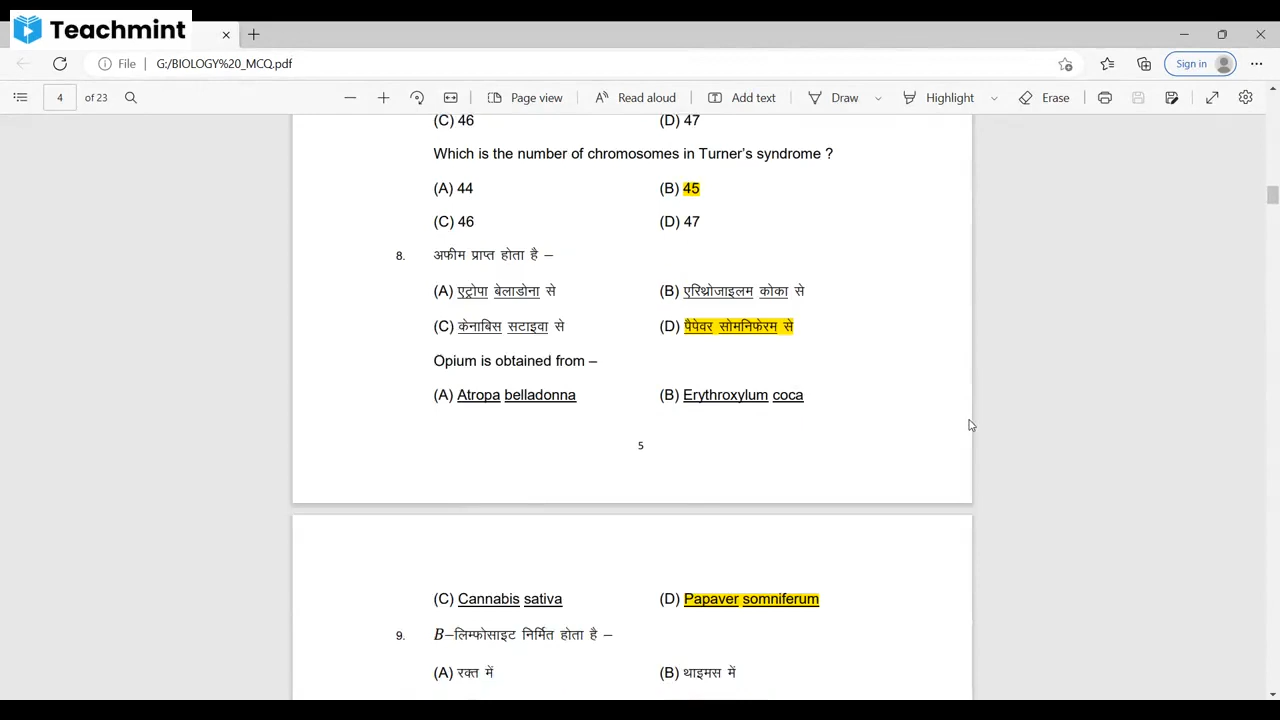 Teachmint
File G:/BIOLOGY%20_MCQ.pdf Sign in
4 of 23 Page view Read aloud Add text Draw Highlight Erase
(C) 46 (D) 47
Which is the number of chromosomes in Turner’s syndrome ?
(A) 44 (B) 45
(C) 46 (D) 47
8. अफीम प्राप्त होता है –
(A) एट्रोपा बेलाडोना से (B) एरिथ्रोजाइलम कोका से
(C) केनाबिस सटाइवा से (D) पैपेवर सोमनिफेरम से
Opium is obtained from –
(A) Atropa belladonna (B) Erythroxylum coca
5
(C) Cannabis sativa (D) Papaver somniferum
9. B–लिम्फोसाइट निर्मित होता है –
(A) रक्त में (B) थाइमस में